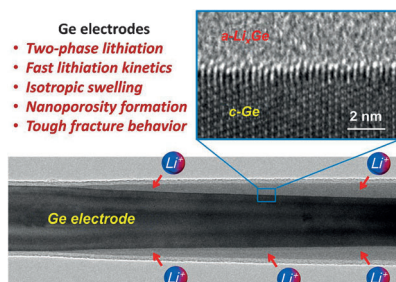 Ge electrodes
• Two-phase lithiation
• Fast lithiation kinetics
• Isotropic swelling
• Nanoporosity formation
• Tough fracture behavior
a-LiₓGe
c-Ge
2 nm
Li⁺
Li⁺
Li⁺
Ge electrode
Li⁺
Li⁺
Li⁺